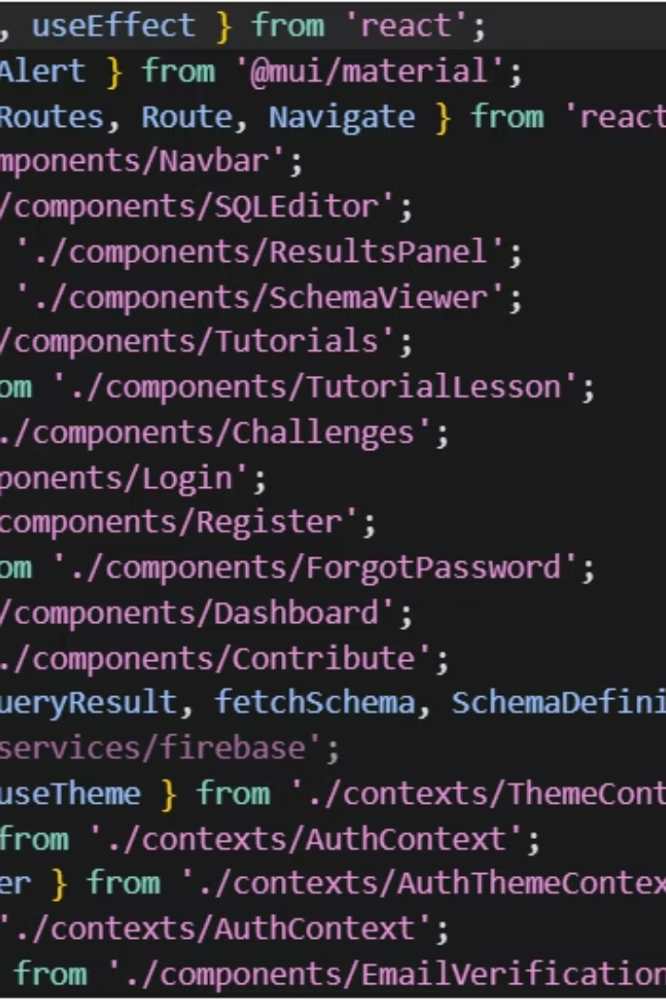 , useEffect } from 'react';
Alert } from '@mui/material';
Routes, Route, Navigate } from 'react
mponents/Navbar';
/components/SQLEditor';
'./components/ResultsPanel';
'./components/SchemaViewer';
/components/Tutorials';
om './components/TutorialLesson';
./components/Challenges';
ponents/Login';
components/Register';
om './components/ForgotPassword';
/components/Dashboard';
./components/Contribute';
ueryResult, fetchSchema, SchemaDefini
services/firebase';
useTheme } from './contexts/ThemeCont
from './contexts/AuthContext';
er } from './contexts/AuthThemeContex
'./contexts/AuthContext';
from './components/EmailVerification